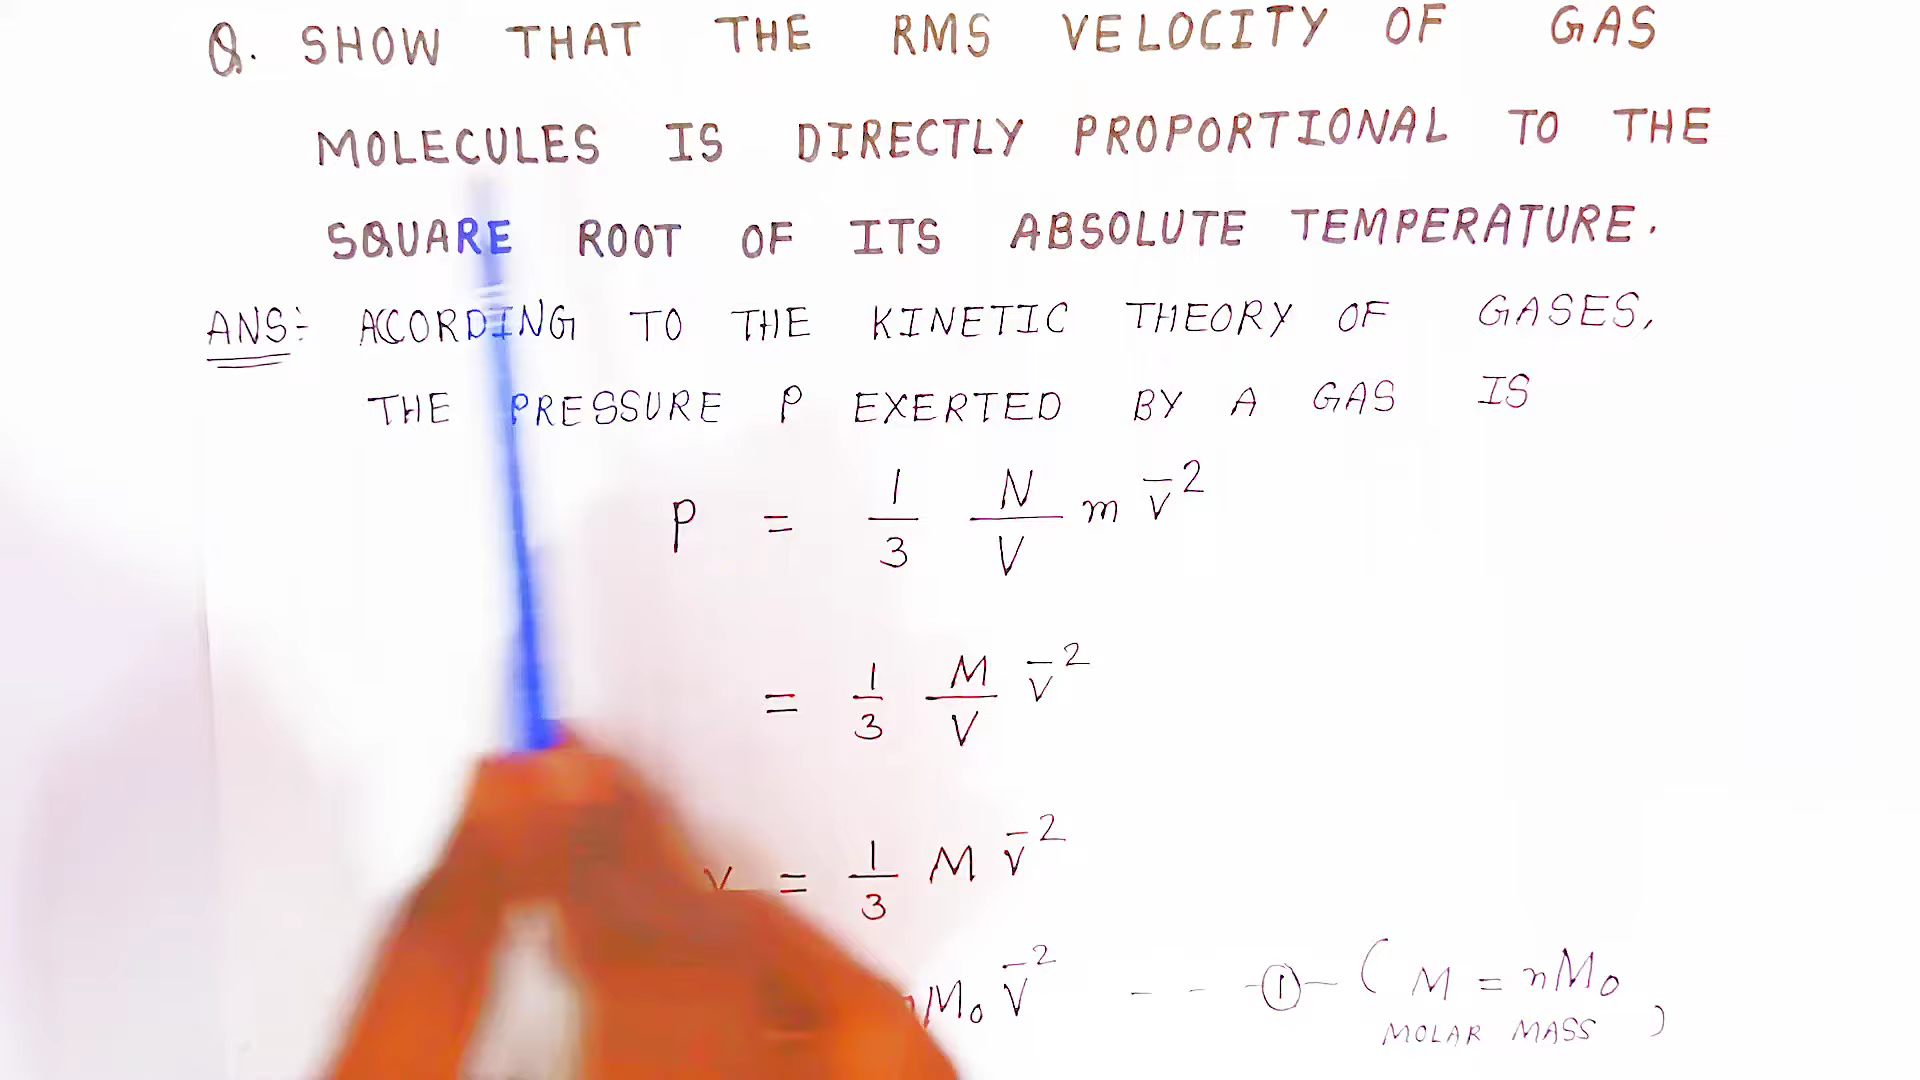 Q. SHOW THAT THE RMS VELOCITY OF GAS
MOLECULES IS DIRECTLY PROPORTIONAL TO THE
SQUARE ROOT OF ITS ABSOLUTE TEMPERATURE.
ANS:- ACCORDING TO THE KINETIC THEORY OF GASES,
THE PRESSURE P EXERTED BY A GAS IS
P = 1/3 N/V m v̄²
= 1/3 M/V v̄²
V = 1/3 M v̄²
M₀ v̄² - - - ① - ( M = nM₀
MOLAR MASS )